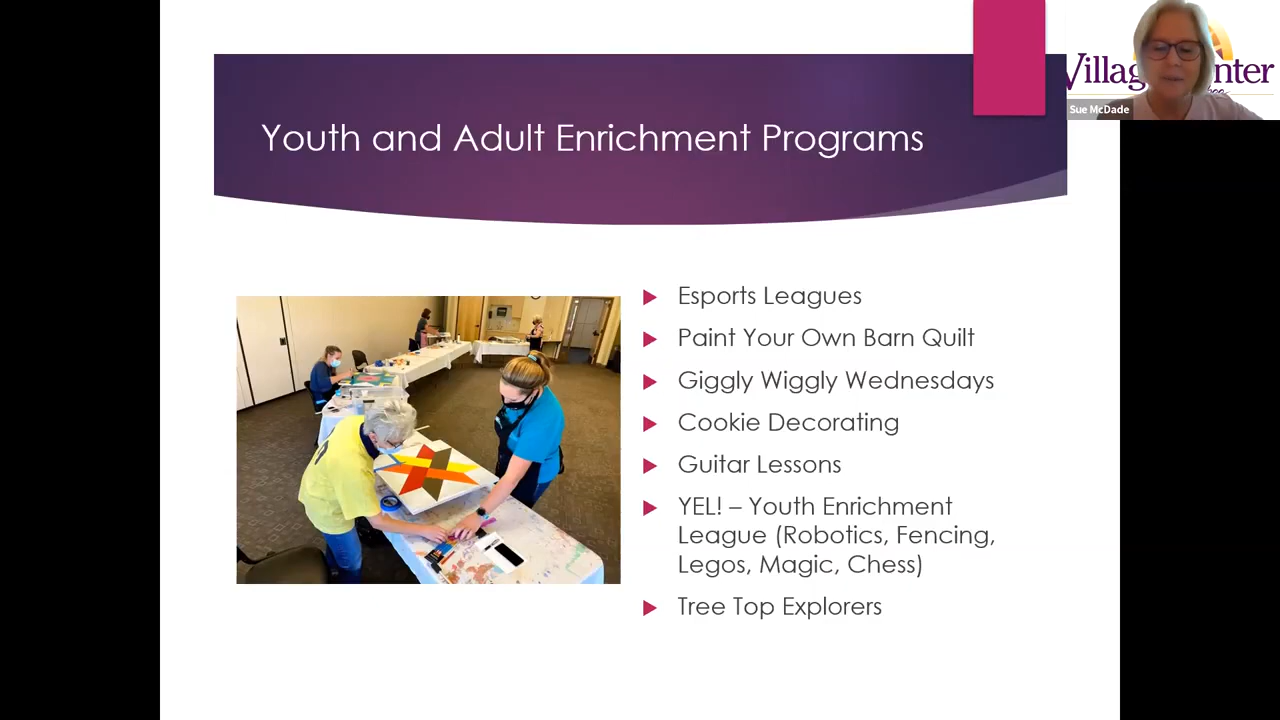 Youth and Adult Enrichment Programs
Sue McDade
Esports Leagues
Paint Your Own Barn Quilt
Giggly Wiggly Wednesdays
Cookie Decorating
Guitar Lessons
YEL! – Youth Enrichment
League (Robotics, Fencing,
Legos, Magic, Chess)
Tree Top Explorers